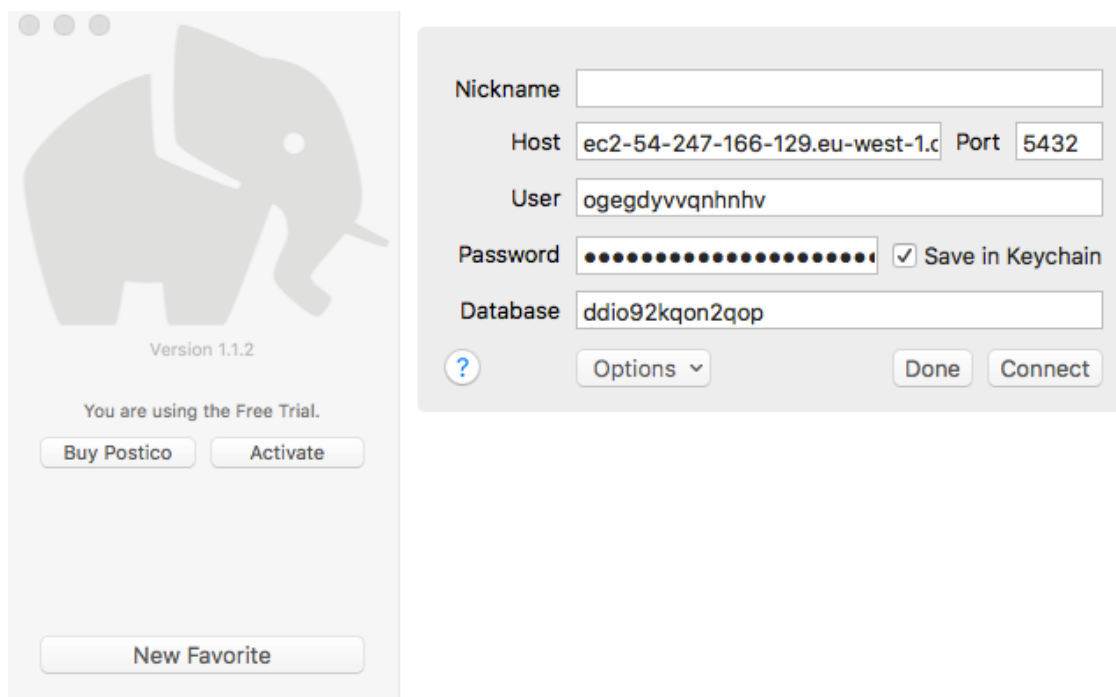 Version 1.1.2
You are using the Free Trial.
Buy Postico Activate
New Favorite
Nickname
Host ec2-54-247-166-129.eu-west-1.c Port 5432
User ogegdyvvqnhnhv
Password ●●●●●●●●●●●●●●●●●●●●● Save in Keychain
Database ddio92kqon2qop
? Options Done Connect